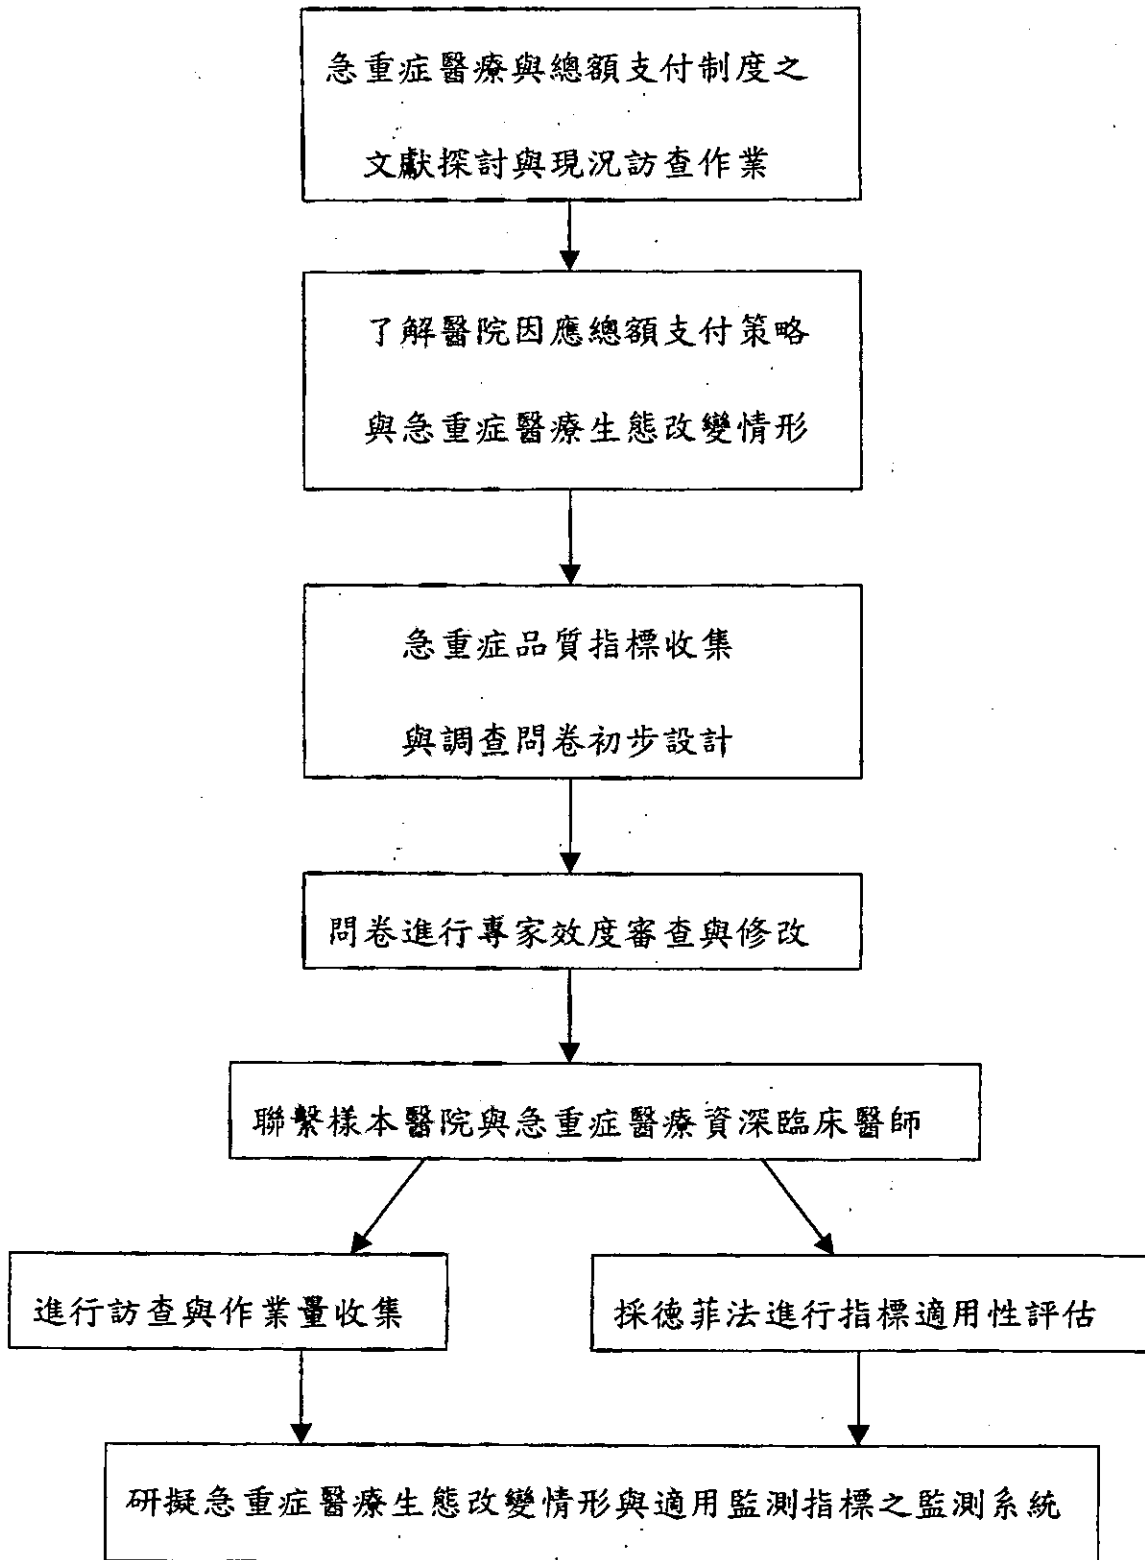 急重症醫療與總額支付制度之
文獻探討與現況訪查作業
了解醫院因應總額支付策略
與急重症醫療生態改變情形
急重症品質指標收集
與調查問卷初步設計
問卷進行專家效度審查與修改
聯繫樣本醫院與急重症醫療資深臨床醫師
進行訪查與作業量收集
採德菲法進行指標適用性評估
研擬急重症醫療生態改變情形與適用監測指標之監測系統